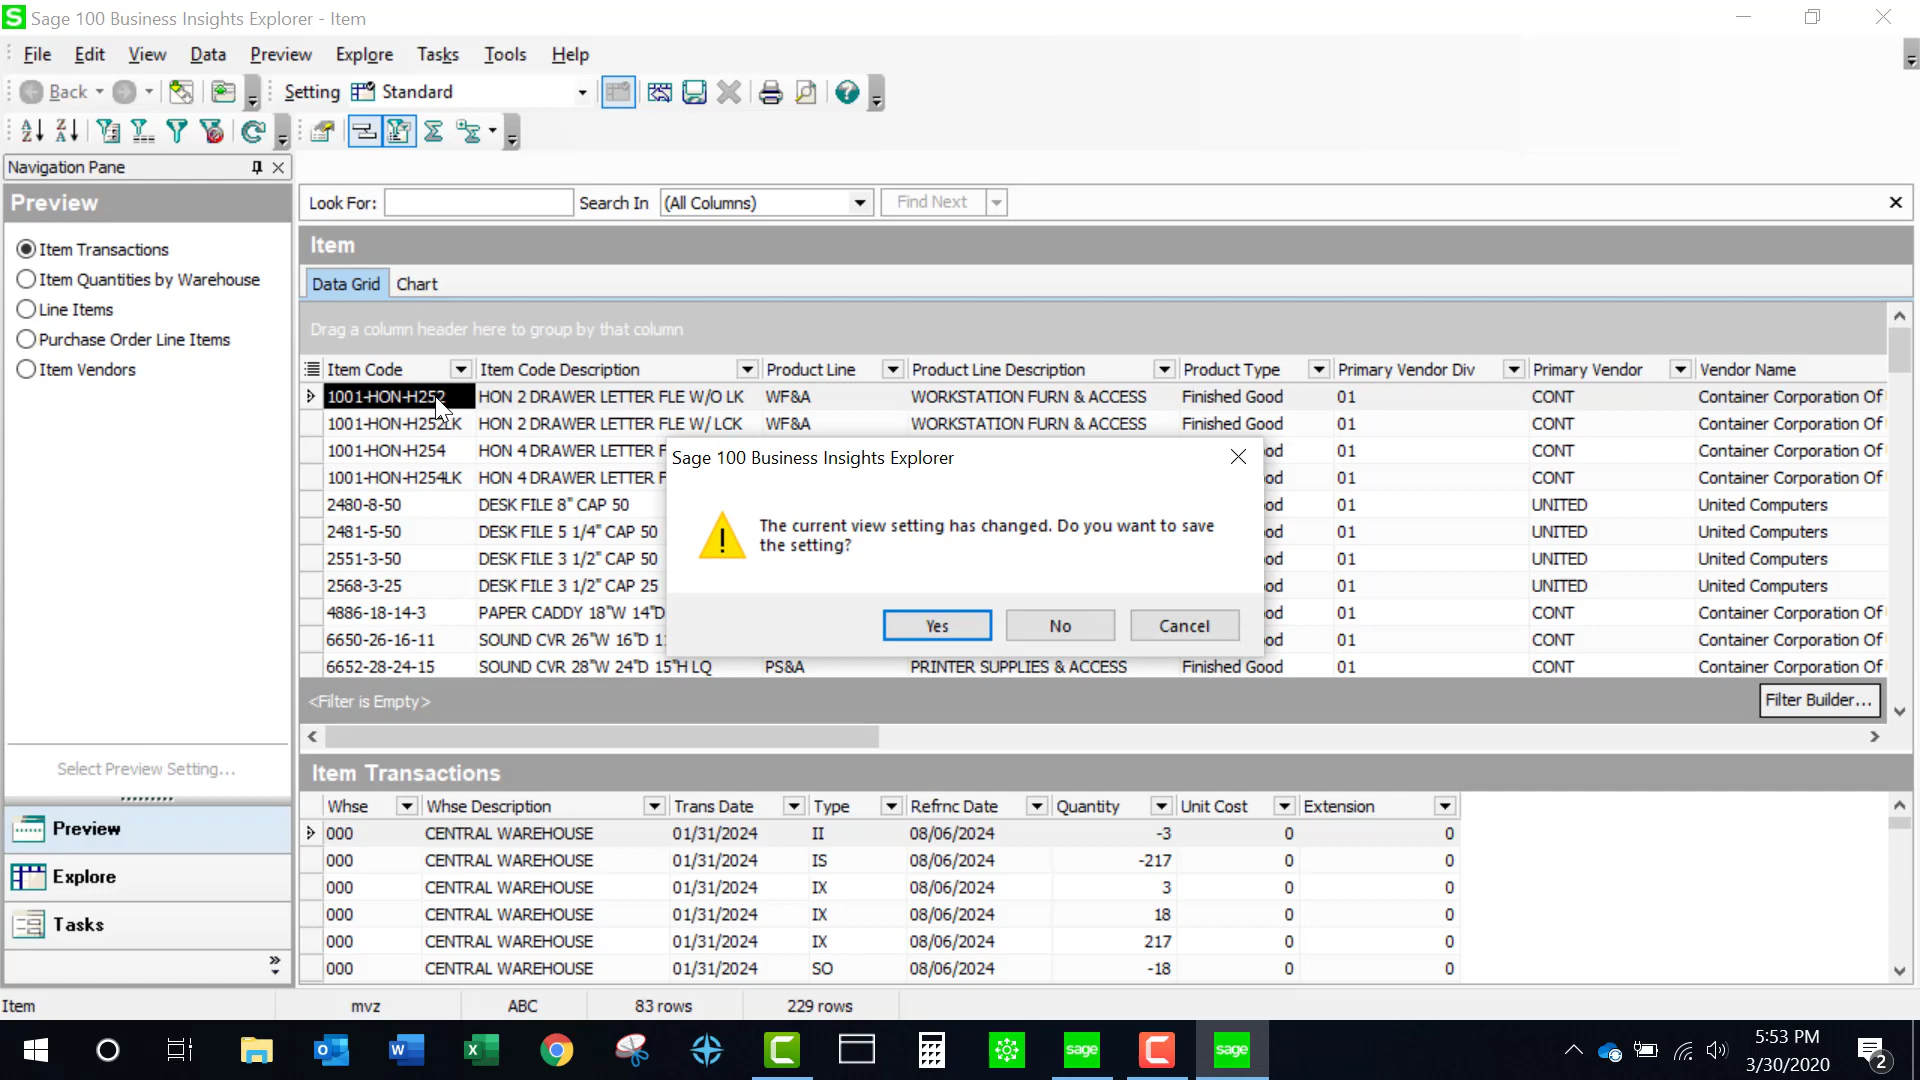 S Sage 100 Business Insights Explorer - Item
File Edit View Data Preview Explore Tasks Tools Help
Back Setting Standard
Navigation Pane
Preview
Item Transactions
Item Quantities by Warehouse
Line Items
Purchase Order Line Items
Item Vendors
Select Preview Setting...
Preview
Explore
Tasks
Look For: Search In (All Columns) Find Next
Item
Data Grid Chart
Drag a column header here to group by that column
Item Code Item Code Description Product Line Product Line Description Product Type Primary Vendor Div Primary Vendor Vendor Name
1001-HON-H252 HON 2 DRAWER LETTER FLE W/O LK WF&A WORKSTATION FURN & ACCESS Finished Good 01 CONT Container Corporation Of
1001-HON-H252LK HON 2 DRAWER LETTER FLE W/ LCK WF&A WORKSTATION FURN & ACCESS Finished Good 01 CONT Container Corporation Of
1001-HON-H254 HON 4 DRAWER LETTER F od 01 CONT Container Corporation Of
1001-HON-H254LK HON 4 DRAWER LETTER F od 01 CONT Container Corporation Of
2480-8-50 DESK FILE 8" CAP 50 od 01 UNITED United Computers
2481-5-50 DESK FILE 5 1/4" CAP 50 od 01 UNITED United Computers
2551-3-50 DESK FILE 3 1/2" CAP 50 od 01 UNITED United Computers
2568-3-25 DESK FILE 3 1/2" CAP 25 od 01 UNITED United Computers
4886-18-14-3 PAPER CADDY 18"W 14"D od 01 CONT Container Corporation Of
6650-26-16-11 SOUND CVR 26"W 16"D 1 od 01 CONT Container Corporation Of
6652-28-24-15 SOUND CVR 28"W 24"D 15"H LQ PS&A PRINTER SUPPLIES & ACCESS Finished Good 01 CONT Container Corporation Of
<Filter is Empty> Filter Builder...
Sage 100 Business Insights Explorer
The current view setting has changed. Do you want to save
the setting?
Yes No Cancel
Item Transactions
Whse Whse Description Trans Date Type Refrnc Date Quantity Unit Cost Extension
000 CENTRAL WAREHOUSE 01/31/2024 II 08/06/2024 -3 0 0
000 CENTRAL WAREHOUSE 01/31/2024 IS 08/06/2024 -217 0 0
000 CENTRAL WAREHOUSE 01/31/2024 IX 08/06/2024 3 0 0
000 CENTRAL WAREHOUSE 01/31/2024 IX 08/06/2024 18 0 0
000 CENTRAL WAREHOUSE 01/31/2024 IX 08/06/2024 217 0 0
000 CENTRAL WAREHOUSE 01/31/2024 SO 08/06/2024 -18 0 0
Item mvz ABC 83 rows 229 rows
sage sage
5:53 PM
3/30/2020
2